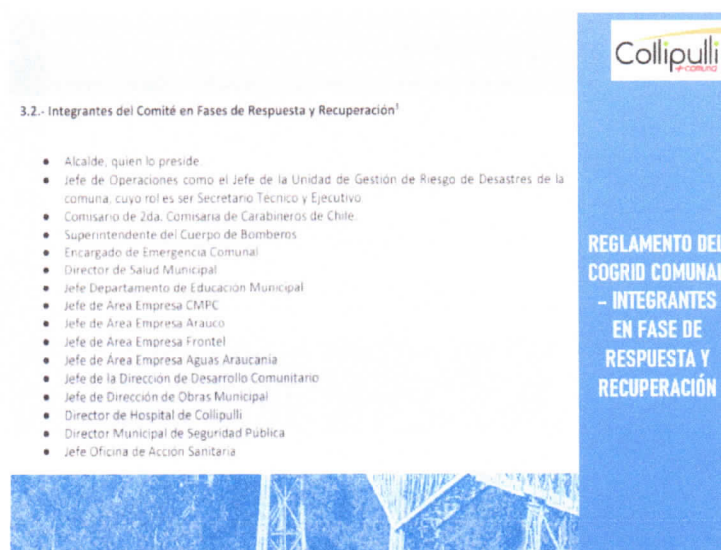 Collipulli
+ comuna
3.2.- Integrantes del Comité en Fases de Respuesta y Recuperación³
● Alcalde, quien lo preside.
● Jefe de Operaciones como el Jefe de la Unidad de Gestión de Riesgo de Desastres de la
comuna, cuyo rol es ser Secretario Técnico y Ejecutivo.
● Comisario de 2da. Comisaria de Carabineros de Chile.
● Superintendente del Cuerpo de Bomberos
● Encargado de Emergencia Comunal
● Director de Salud Municipal
● Jefe Departamento de Educación Municipal
● Jefe de Área Empresa CMPC
● Jefe de Área Empresa Arauco
● Jefe de Área Empresa Frontel
● Jefe de Área Empresa Aguas Araucanía
● Jefe de la Dirección de Desarrollo Comunitario
● Jefe de Dirección de Obras Municipal
● Director de Hospital de Collipulli
● Director Municipal de Seguridad Pública
● Jefe Oficina de Acción Sanitaria
REGLAMENTO DEL
COGRID COMUNAL
– INTEGRANTES
EN FASE DE
RESPUESTA Y
RECUPERACIÓN